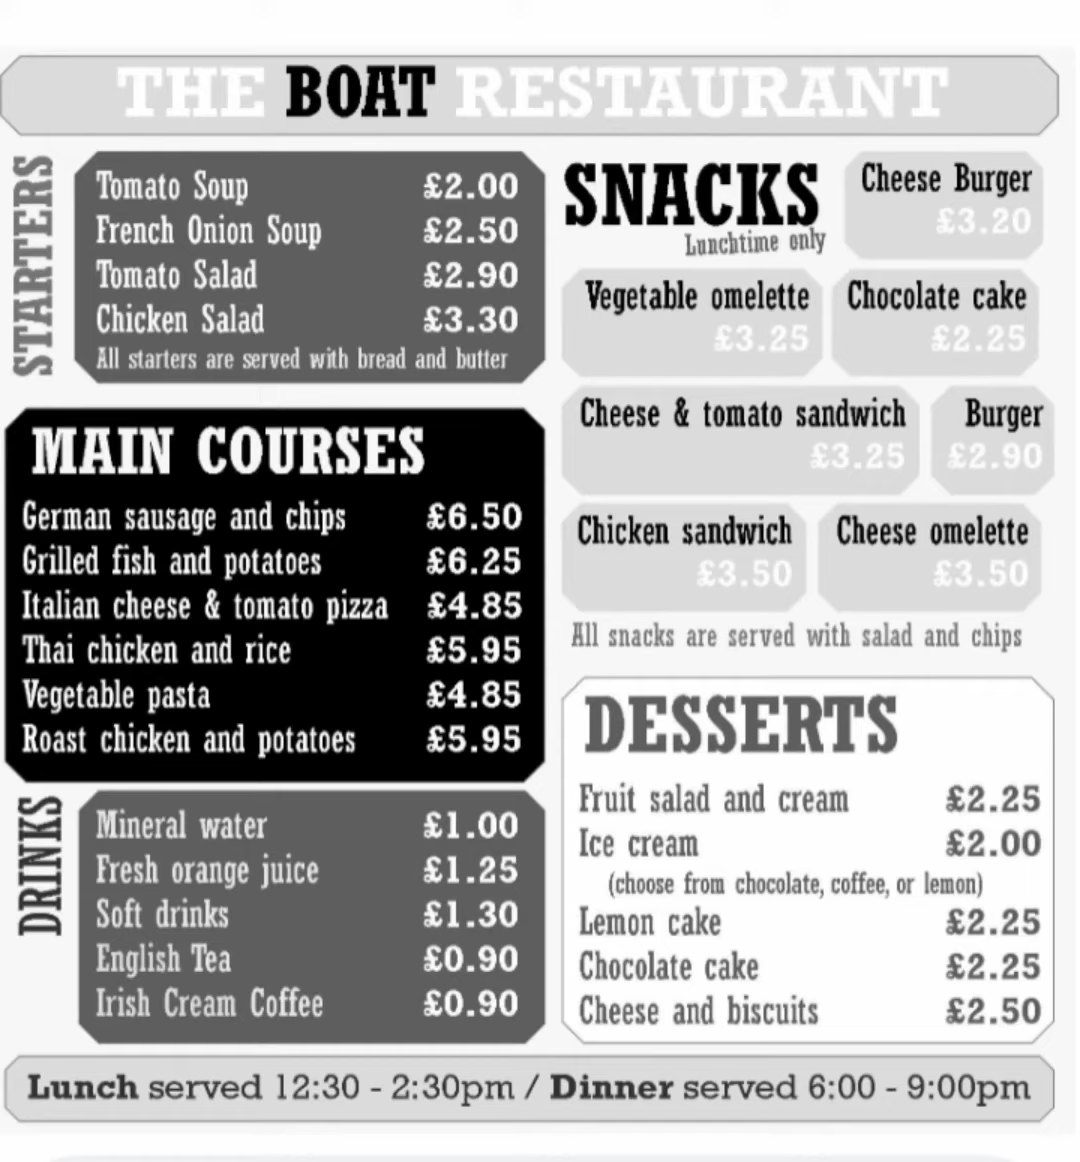 THE BOAT RESTAURANT
STARTERS
Tomato Soup £2.00
French Onion Soup £2.50
Tomato Salad £2.90
Chicken Salad £3.30
All starters are served with bread and butter
MAIN COURSES
German sausage and chips £6.50
Grilled fish and potatoes £6.25
Italian cheese & tomato pizza £4.85
Thai chicken and rice £5.95
Vegetable pasta £4.85
Roast chicken and potatoes £5.95
DRINKS
Mineral water £1.00
Fresh orange juice £1.25
Soft drinks £1.30
English Tea £0.90
Irish Cream Coffee £0.90
SNACKS
Lunchtime only
Cheese Burger
£3.20
Vegetable omelette
£3.25
Chocolate cake
£2.25
Cheese & tomato sandwich
£3.25
Burger
£2.90
Chicken sandwich
£3.50
Cheese omelette
£3.50
All snacks are served with salad and chips
DESSERTS
Fruit salad and cream £2.25
Ice cream £2.00
(choose from chocolate, coffee, or lemon)
Lemon cake £2.25
Chocolate cake £2.25
Cheese and biscuits £2.50
Lunch served 12:30 - 2:30pm / Dinner served 6:00 - 9:00pm